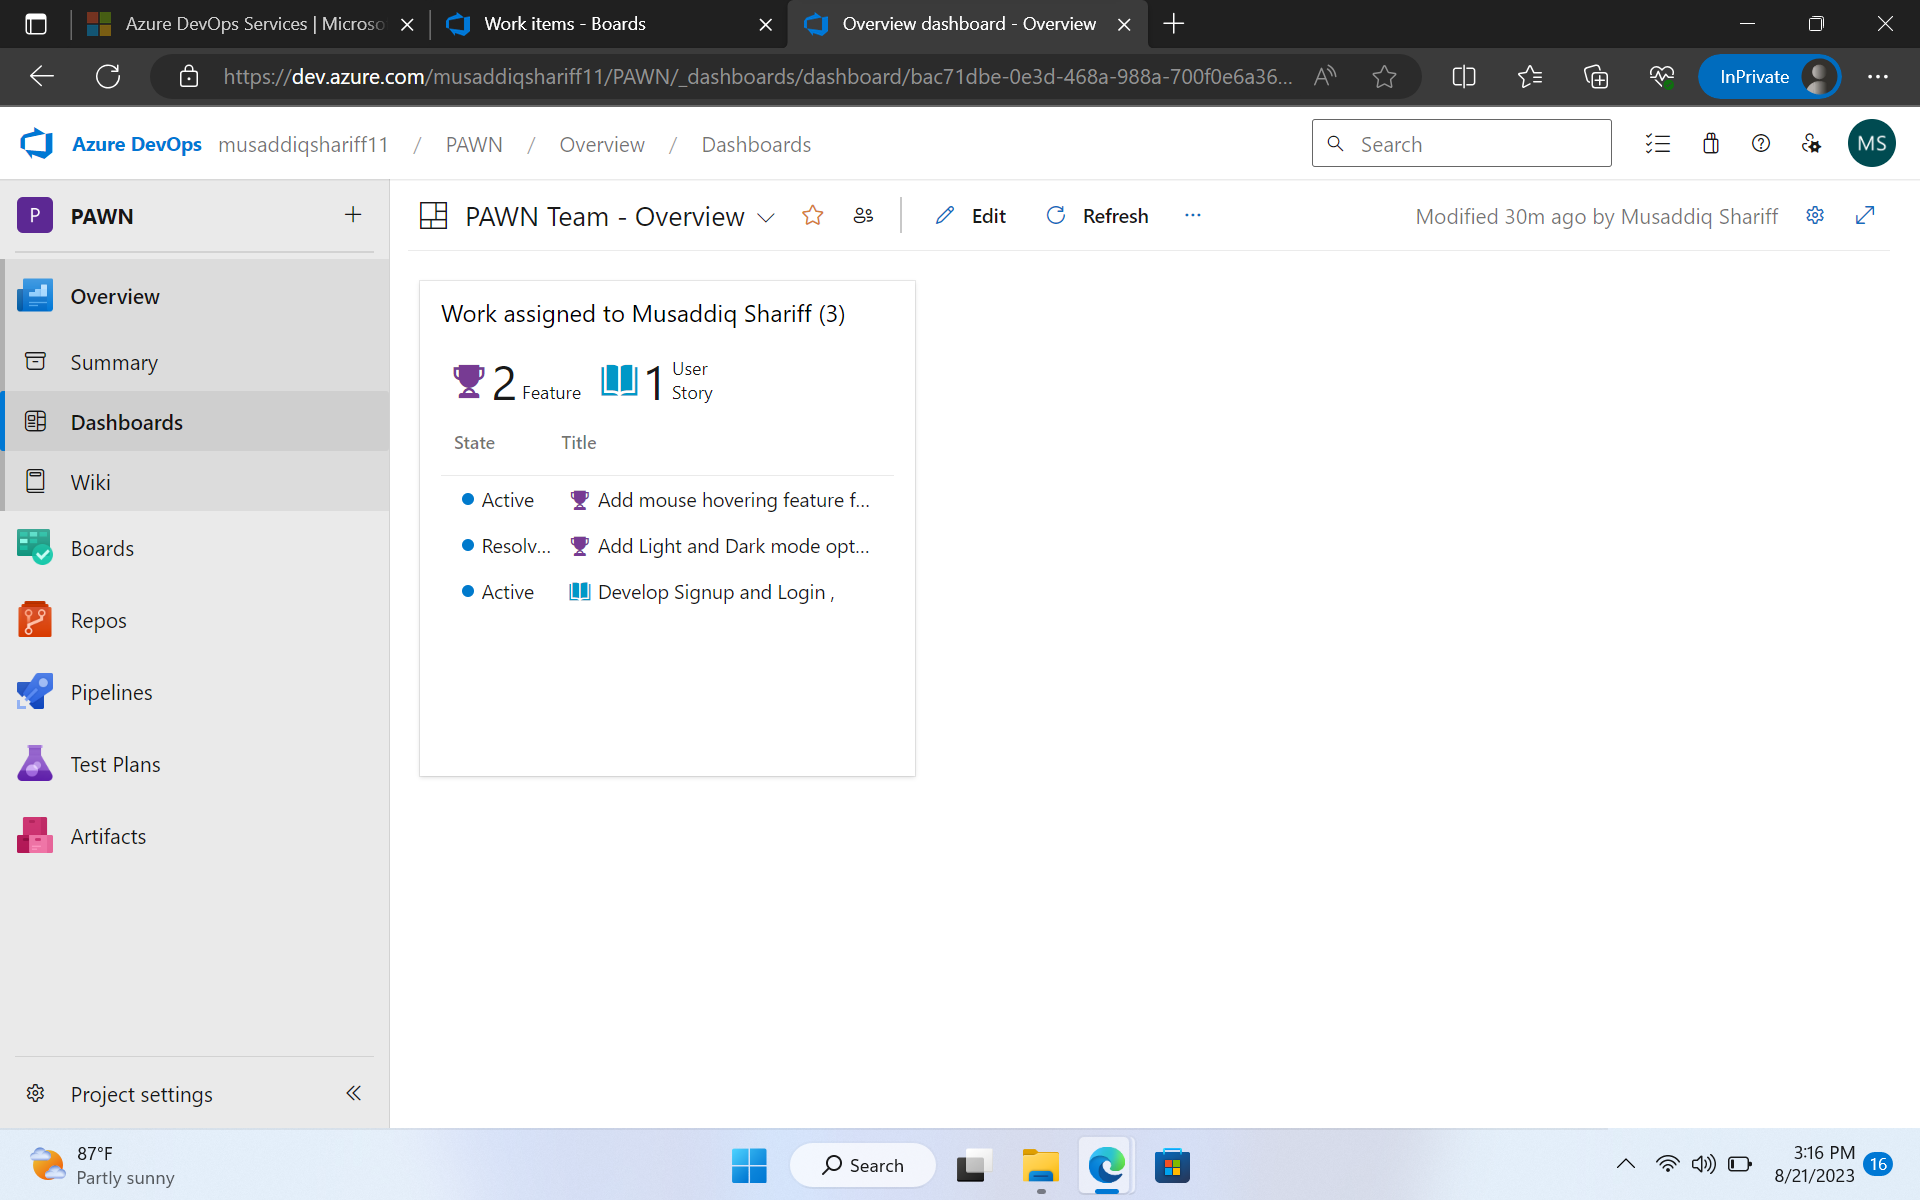 Azure DevOps Services | Microso
Work items - Boards
Overview dashboard - Overview
https://dev.azure.com/musaddiqshariff11/PAWN/_dashboards/dashboard/bac71dbe-0e3d-468a-988a-700f0e6a36...
InPrivate
Azure DevOps musaddiqshariff11 / PAWN / Overview / Dashboards
Search
MS
P PAWN
Overview
Summary
Dashboards
Wiki
Boards
Repos
Pipelines
Test Plans
Artifacts
Project settings
PAWN Team - Overview
Edit
Refresh
Modified 30m ago by Musaddiq Shariff
Work assigned to Musaddiq Shariff (3)
2 Feature
1 User
Story
State Title
Active Add mouse hovering feature f...
Resolv... Add Light and Dark mode opt...
Active Develop Signup and Login ,
87°F
Partly sunny
Search
3:16 PM
8/21/2023
16